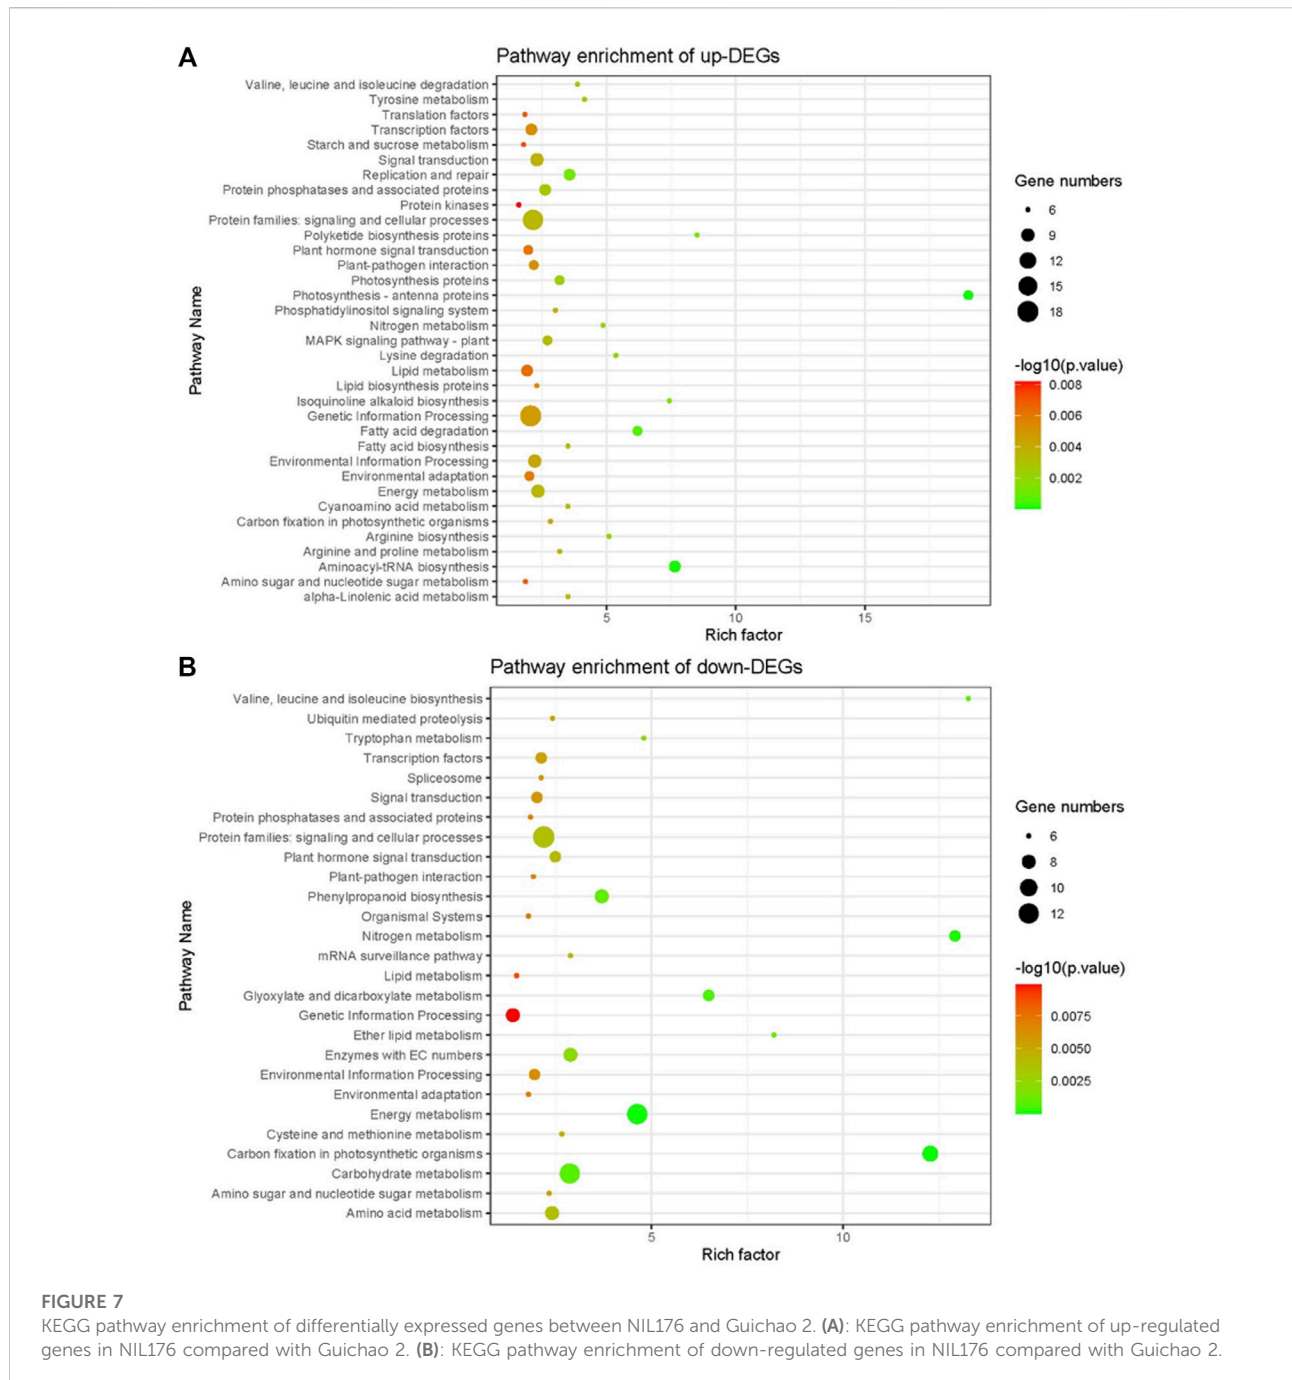 A
Pathway enrichment of up-DEGs
Pathway Name
Valine, leucine and isoleucine degradation
Tyrosine metabolism
Translation factors
Transcription factors
Starch and sucrose metabolism
Signal transduction
Replication and repair
Protein phosphatases and associated proteins
Protein kinases
Protein families: signaling and cellular processes
Polyketide biosynthesis proteins
Plant hormone signal transduction
Plant-pathogen interaction
Photosynthesis proteins
Photosynthesis - antenna proteins
Phosphatidylinositol signaling system
Nitrogen metabolism
MAPK signaling pathway - plant
Lysine degradation
Lipid metabolism
Lipid biosynthesis proteins
Isoquinoline alkaloid biosynthesis
Genetic Information Processing
Fatty acid degradation
Fatty acid biosynthesis
Environmental Information Processing
Environmental adaptation
Energy metabolism
Cyanoamino acid metabolism
Carbon fixation in photosynthetic organisms
Arginine biosynthesis
Arginine and proline metabolism
Aminoacyl-tRNA biosynthesis
Amino sugar and nucleotide sugar metabolism
alpha-Linolenic acid metabolism
5 10 15
Rich factor
Gene numbers
6
9
12
15
18
-log10(p.value)
0.008
0.006
0.004
0.002
B
Pathway enrichment of down-DEGs
Pathway Name
Valine, leucine and isoleucine biosynthesis
Ubiquitin mediated proteolysis
Tryptophan metabolism
Transcription factors
Spliceosome
Signal transduction
Protein phosphatases and associated proteins
Protein families: signaling and cellular processes
Plant hormone signal transduction
Plant-pathogen interaction
Phenylpropanoid biosynthesis
Organismal Systems
Nitrogen metabolism
mRNA surveillance pathway
Lipid metabolism
Glyoxylate and dicarboxylate metabolism
Genetic Information Processing
Ether lipid metabolism
Enzymes with EC numbers
Environmental Information Processing
Environmental adaptation
Energy metabolism
Cysteine and methionine metabolism
Carbon fixation in photosynthetic organisms
Carbohydrate metabolism
Amino sugar and nucleotide sugar metabolism
Amino acid metabolism
5 10
Rich factor
Gene numbers
6
8
10
12
-log10(p.value)
0.0075
0.0050
0.0025
FIGURE 7
KEGG pathway enrichment of differentially expressed genes between NIL176 and Guichao 2. (A): KEGG pathway enrichment of up-regulated
genes in NIL176 compared with Guichao 2. (B): KEGG pathway enrichment of down-regulated genes in NIL176 compared with Guichao 2.